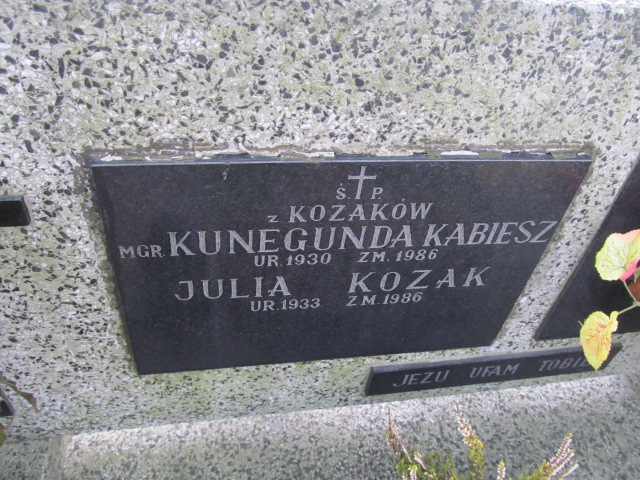 Ś. P.
z KOZAKÓW
MGR. KUNEGUNDA KABIESZ
UR. 1930 ZM. 1986
JULIA KOZAK
UR. 1933 ZM. 1986
JEZU UFAM TOBIE